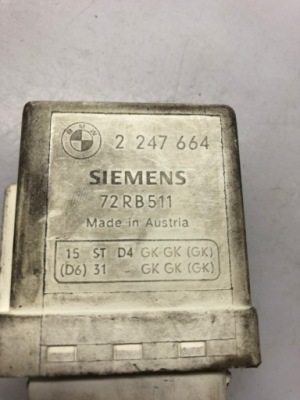 BMW
2 247 664
SIEMENS
72RB511
Made in Austria
15 ST D4 GK GK (GK)
(D6) 31 - GK GK (GK)